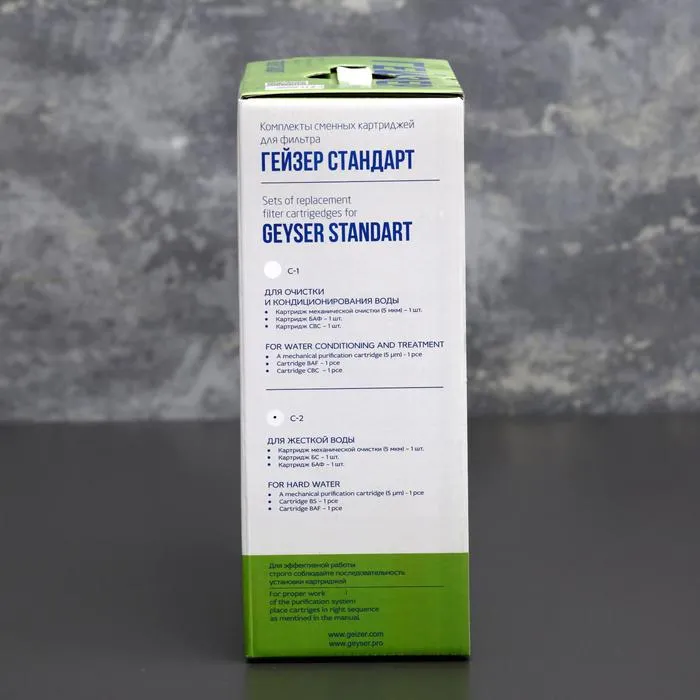 Комплекты сменных картриджей
для фильтра
ГЕЙЗЕР СТАНДАРТ
Sets of replacement
filter cartrigedges for
GEYSER STANDART
С-1
ДЛЯ ОЧИСТКИ
И КОНДИЦИОНИРОВАНИЯ ВОДЫ
• Картридж механической очистки (5 мкм) – 1 шт.
• Картридж БАФ – 1 шт.
• Картридж СВС – 1 шт.
FOR WATER CONDITIONING AND TREATMENT
• A mechanical purification cartridge (5 μm) - 1 pce
• Cartridge BAF – 1 pce
• Cartridge CBC – 1 pce
С-2
ДЛЯ ЖЕСТКОЙ ВОДЫ
• Картридж механической очистки (5 мкм) – 1 шт.
• Картридж БС – 1 шт.
• Картридж БАФ – 1 шт.
FOR HARD WATER
• A mechanical purification cartridge (5 μm) - 1 pce
• Cartridge BS – 1 pce
• Cartridge BAF – 1 pce
Для эффективной работы
строго соблюдайте последовательность
установки картриджей
For proper work
of the purification system
place cartriges in right sequence
as mentined in the manual
www.geizer.com
www.geyser.pro